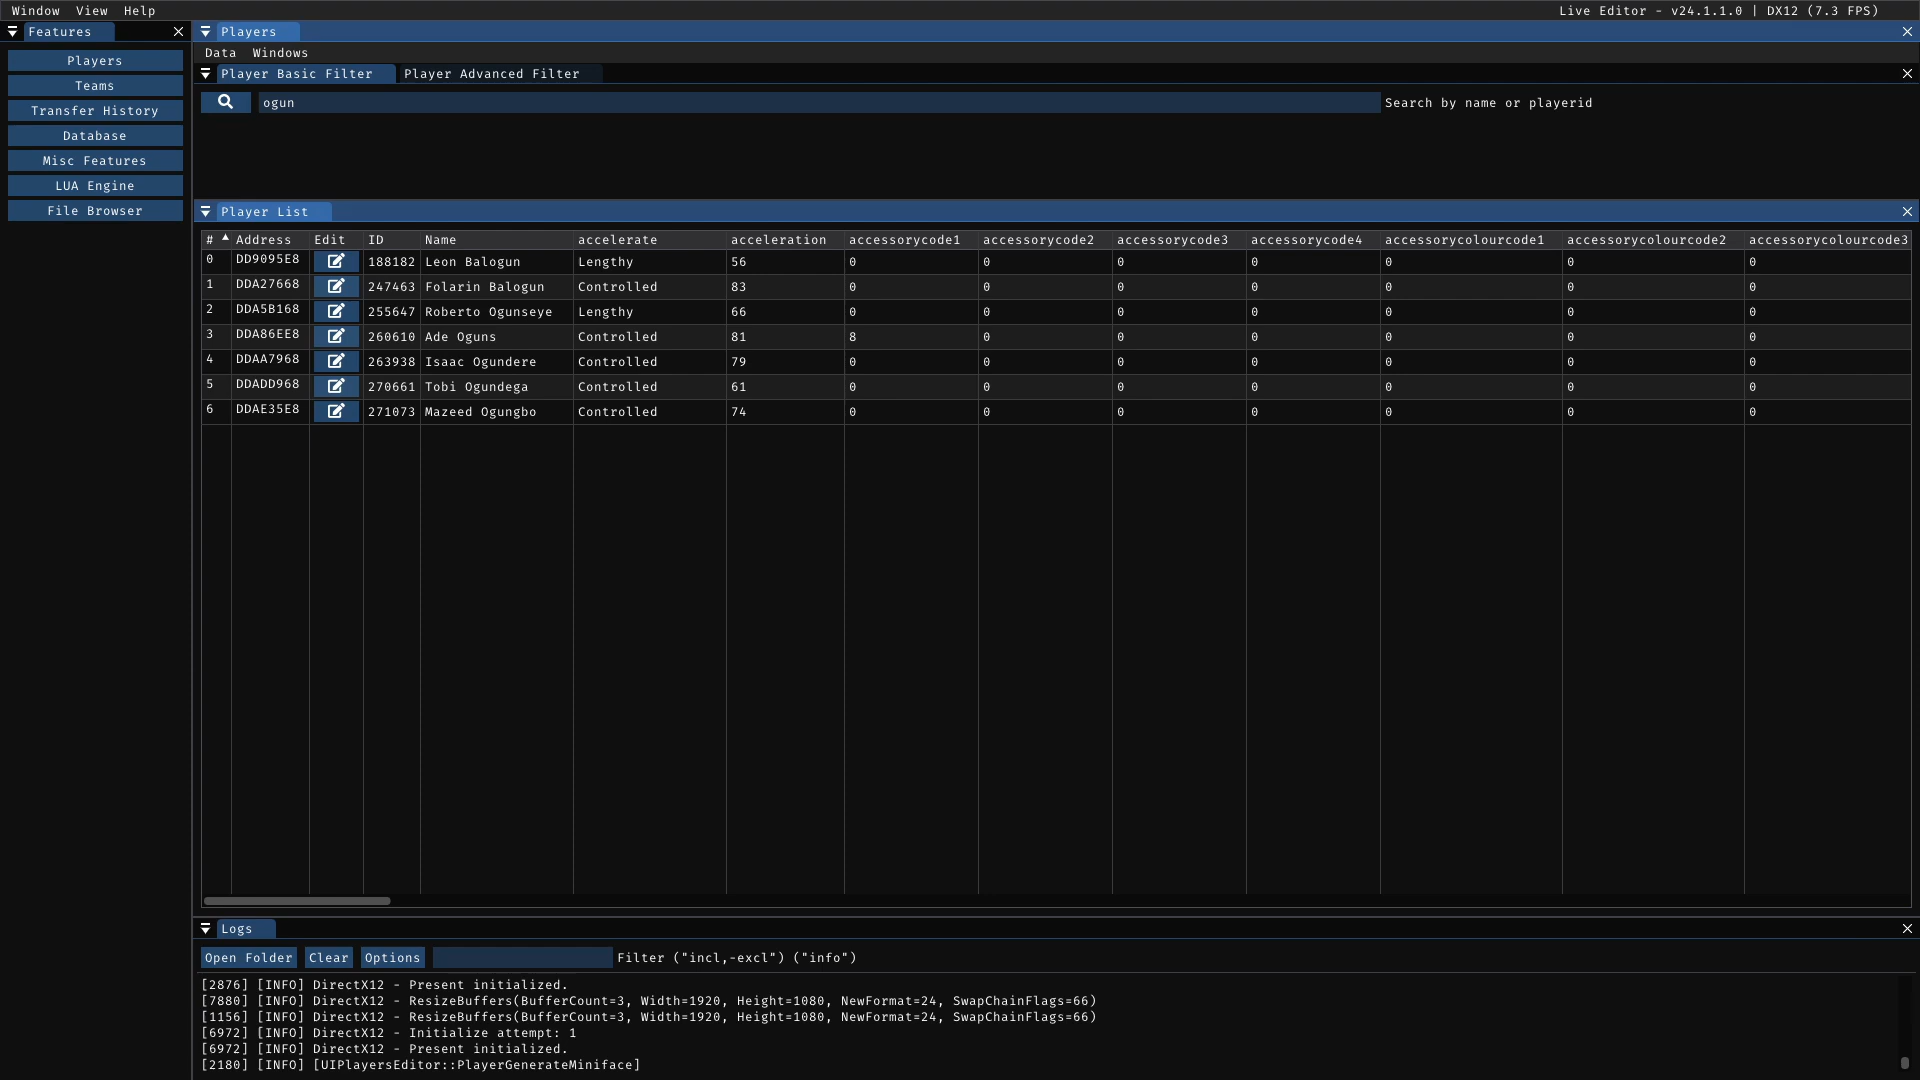 Window View Help Live Editor - v24.1.1.0 | DX12 (7.3 FPS)
Features
Players
Teams
Transfer History
Database
Misc Features
LUA Engine
File Browser
Players
Data Windows
Player Basic Filter Player Advanced Filter
ogun Search by name or playerid
Player List
# Address Edit ID Name accelerate acceleration accessorycode1 accessorycode2 accessorycode3 accessorycode4 accessorycolourcode1 accessorycolourcode2 accessorycolourcode3
0 DD9095E8 188182 Leon Balogun Lengthy 56 0 0 0 0 0 0 0
1 DDA27668 247463 Folarin Balogun Controlled 83 0 0 0 0 0 0 0
2 DDA5B168 255647 Roberto Ogunseye Lengthy 66 0 0 0 0 0 0 0
3 DDA86EE8 260610 Ade Oguns Controlled 81 8 0 0 0 0 0 0
4 DDAA7968 263938 Isaac Ogundere Controlled 79 0 0 0 0 0 0 0
5 DDADD968 270661 Tobi Ogundega Controlled 61 0 0 0 0 0 0 0
6 DDAE35E8 271073 Mazeed Ogungbo Controlled 74 0 0 0 0 0 0 0
Logs
Open Folder Clear Options Filter ("incl,-excl") ("info")
[2876] [INFO] DirectX12 - Present initialized.
[7880] [INFO] DirectX12 - ResizeBuffers(BufferCount=3, Width=1920, Height=1080, NewFormat=24, SwapChainFlags=66)
[1156] [INFO] DirectX12 - ResizeBuffers(BufferCount=3, Width=1920, Height=1080, NewFormat=24, SwapChainFlags=66)
[6972] [INFO] DirectX12 - Initialize attempt: 1
[6972] [INFO] DirectX12 - Present initialized.
[2180] [INFO] [UIPlayersEditor::PlayerGenerateMiniface]